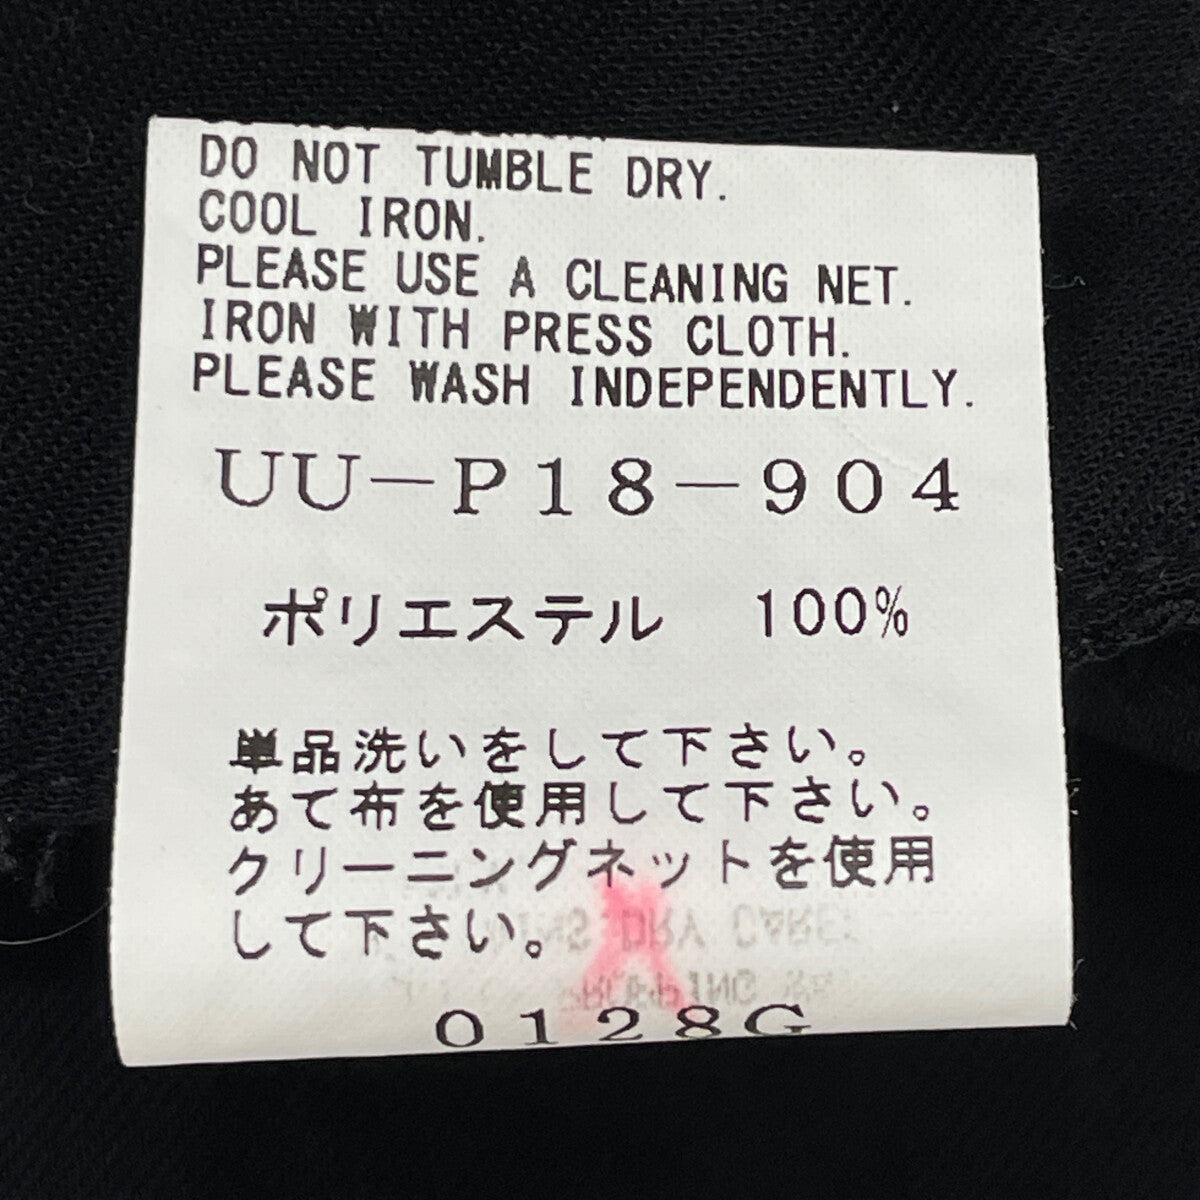 DO NOT TUMBLE DRY.
COOL IRON.
PLEASE USE A CLEANING NET.
IRON WITH PRESS CLOTH.
PLEASE WASH INDEPENDENTLY.
UU-P18-904
ポリエステル 100%
単品洗いをして下さい。
あて布を使用して下さい。
クリーニングネットを使用
して下さい。
DRY CARE
0128G